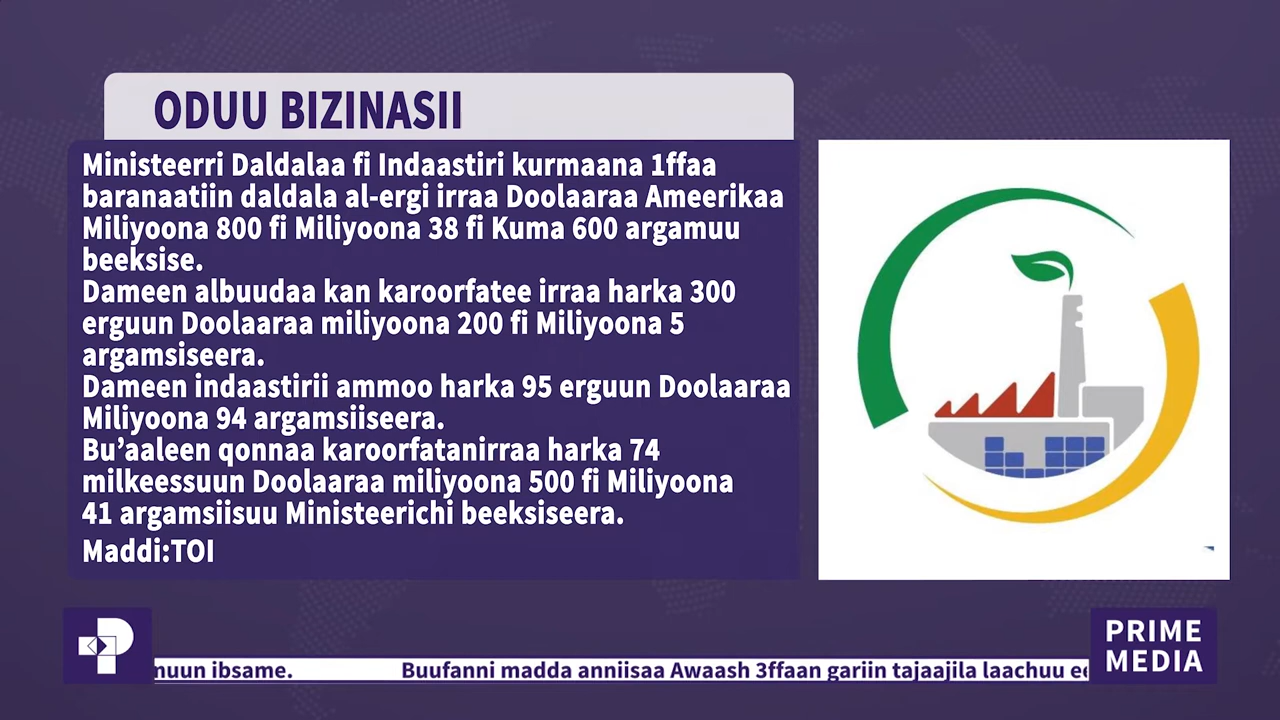 ODUU BIZINASII
Ministeerri Daldalaa fi Indaastiri kurmaana 1ffaa
baranaatiin daldala al-ergi irraa Doolaaraa Ameerikaa
Miliyoona 800 fi Miliyoona 38 fi Kuma 600 argamuu
beeksise.
Dameen albuudaa kan karoorfatee irraa harka 300
erguun Doolaaraa miliyoona 200 fi Miliyoona 5
argamsiseera.
Dameen indaastirii ammoo harka 95 erguun Doolaaraa
Miliyoona 94 argamsiiseera.
Bu’aaleen qonnaa karoorfatanirraa harka 74
milkeessuun Doolaaraa miliyoona 500 fi Miliyoona
41 argamsiisuu Ministeerichi beeksiseera.
Maddi:TOI
PRIME
MEDIA
ibsame. Buufanni madda anniisaa Awaash 3ffaan gariin tajaajila laachuu